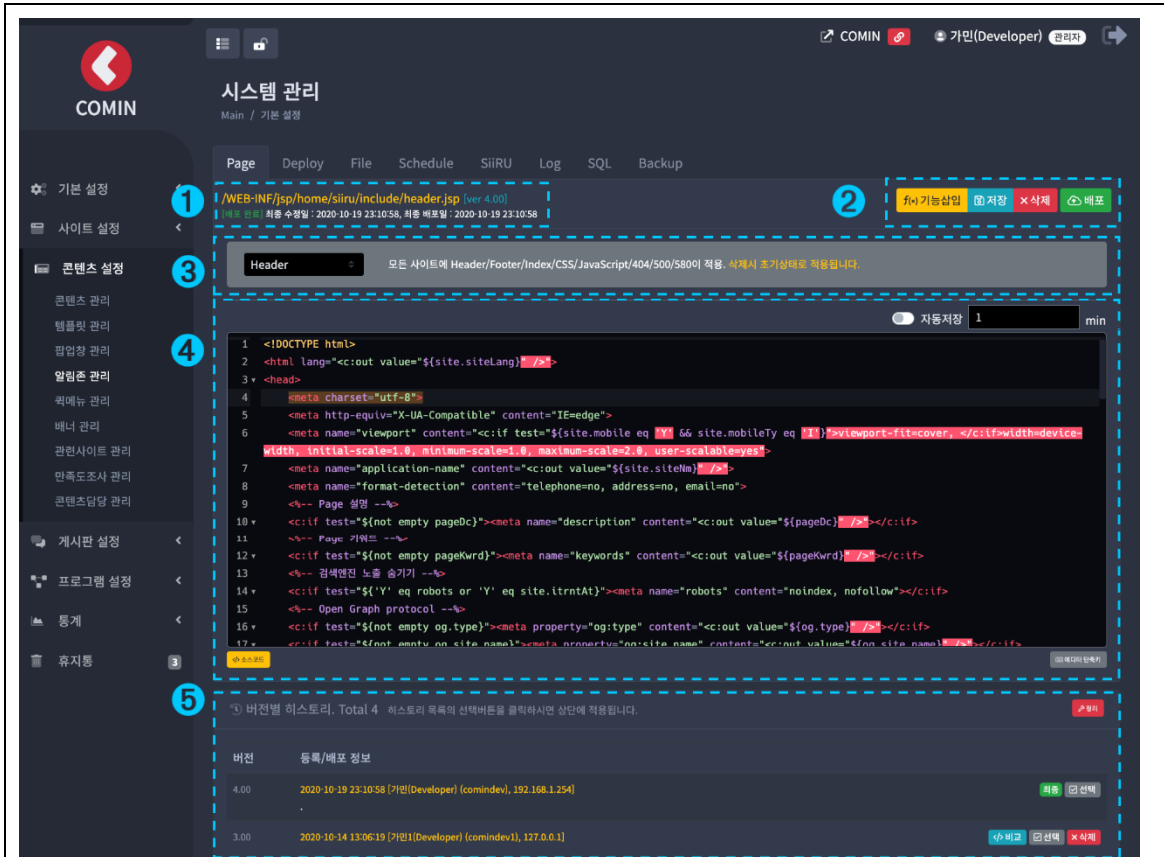 COMIN
COMIN
가민(Developer) 관리자
시스템 관리
Main / 기본 설정
Page Deploy File Schedule SiiRU Log SQL Backup
기본 설정
사이트 설정
콘텐츠 설정
콘텐츠 관리
템플릿 관리
팝업창 관리
알림존 관리
퀵메뉴 관리
배너 관리
관련사이트 관리
만족도조사 관리
콘텐츠담당 관리
게시판 설정
프로그램 설정
통계
휴지통 3
1
/WEB-INF/jsp/home/siiru/include/header.jsp [ver 4.00]
[배포 완료] 최종 수정일 : 2020-10-19 23:10:58, 최종 배포일 : 2020-10-19 23:10:58
2
f(x) 기능삽입 저장 ×삭제 배포
3
Header 모든 사이트에 Header/Footer/Index/CSS/JavaScript/404/500/580이 적용. 삭제시 초기상태로 적용됩니다.
4
자동저장 1 min
1 <!DOCTYPE html>
2 <html lang="<c:out value="${site.siteLang}" />">
3 <head>
4 <meta charset="utf-8">
5 <meta http-equiv="X-UA-Compatible" content="IE=edge">
6 <meta name="viewport" content="<c:if test="${site.mobile eq 'Y' && site.mobileTy eq 'I'}">viewport-fit=cover, </c:if>width=device-
width, initial-scale=1.0, minimum-scale=1.0, maximum-scale=2.0, user-scalable=yes">
7 <meta name="application-name" content="<c:out value="${site.siteNm}" />">
8 <meta name="format-detection" content="telephone=no, address=no, email=no">
9 <%-- Page 설명 --%>
10 <c:if test="${not empty pageDc}"><meta name="description" content="<c:out value="${pageDc}" />"></c:if>
11 <%-- Page 키워드 --%>
12 <c:if test="${not empty pageKwrd}"><meta name="keywords" content="<c:out value="${pageKwrd}" />"></c:if>
13 <%-- 검색엔진 노출 숨기기 --%>
14 <c:if test="${'Y' eq robots or 'Y' eq site.itrntAt}"><meta name="robots" content="noindex, nofollow"></c:if>
15 <%-- Open Graph protocol --%>
16 <c:if test="${not empty og.type}"><meta property="og:type" content="<c:out value="${og.type}" />"></c:if>
17 <c:if test="${not empty og.site_name}"><meta property="og:site_name" content="<c:out value="${og.site_name}" />"></c:if>
</> 소스코드 에디터 단축키
5
버전별 히스토리. Total 4 히스토리 목록의 선택버튼을 클릭하시면 상단에 적용됩니다. 정리
버전 등록/배포 정보
4.00 2020-10-19 23:10:58 [가민(Developer) (comindev), 192.168.1.254] 최종 선택
.
3.00 2020-10-14 13:06:19 [가민1(Developer) (comindev1), 127.0.0.1] </> 비교 선택 ×삭제